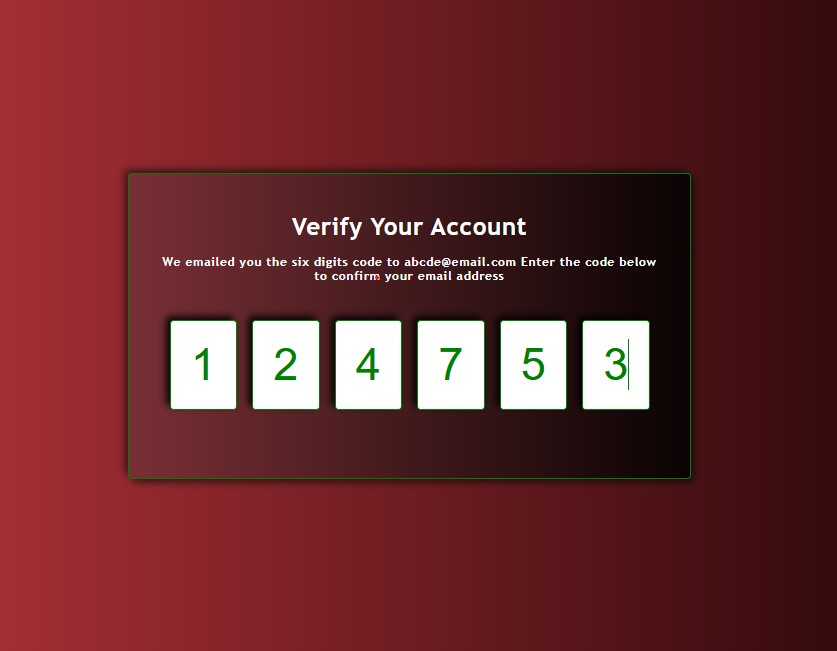 Verify Your Account
We emailed you the six digits code to abcde@email.com Enter the code below
to confirm your email address
1 2 4 7 5 3